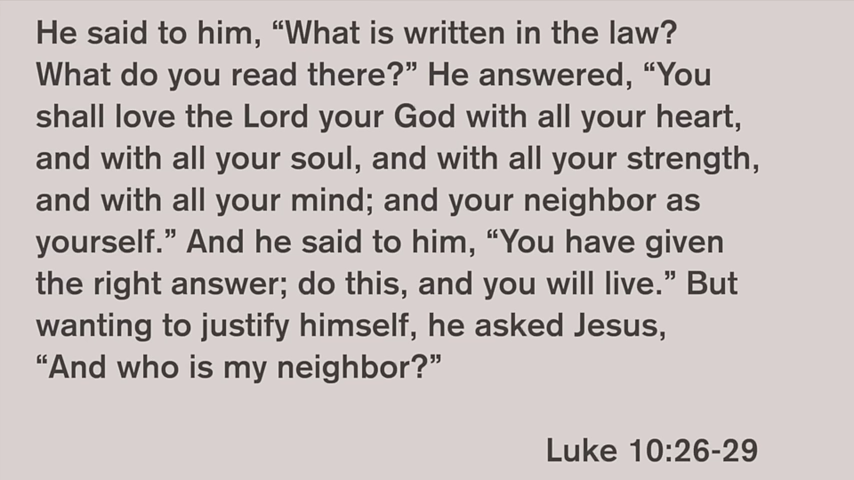 He said to him, “What is written in the law?
What do you read there?” He answered, “You
shall love the Lord your God with all your heart,
and with all your soul, and with all your strength,
and with all your mind; and your neighbor as
yourself.” And he said to him, “You have given
the right answer; do this, and you will live.” But
wanting to justify himself, he asked Jesus,
“And who is my neighbor?”
Luke 10:26-29